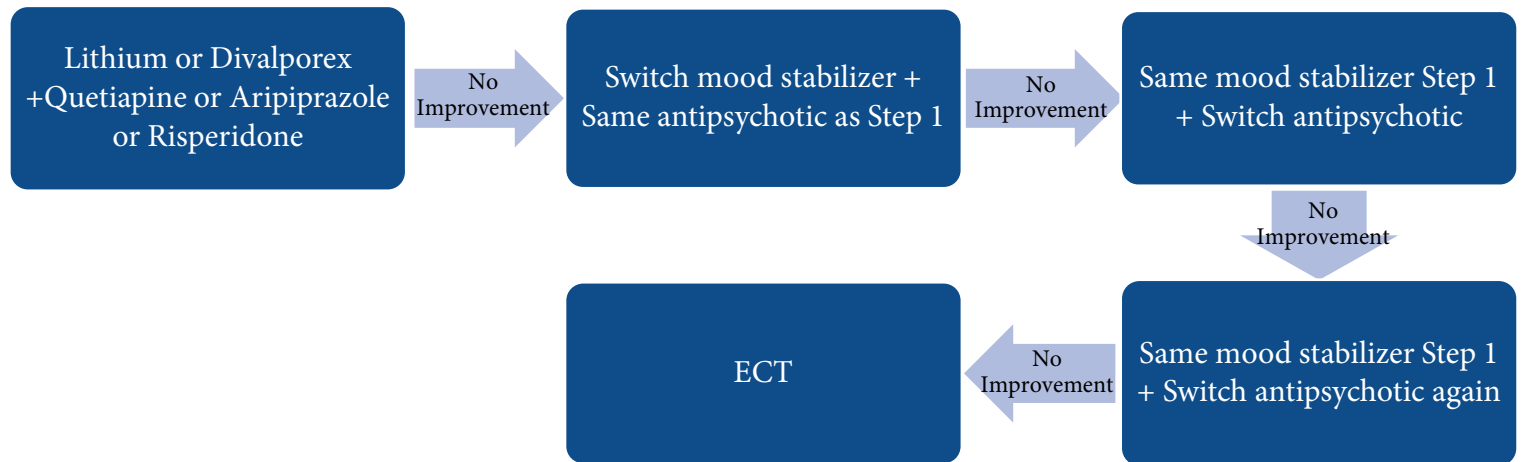 Lithium or Divalporex
+Quetiapine or Aripiprazole
or Risperidone
No
Improvement
Switch mood stabilizer +
Same antipsychotic as Step 1
No
Improvement
Same mood stabilizer Step 1
+ Switch antipsychotic
No
Improvement
Same mood stabilizer Step 1
+ Switch antipsychotic again
No
Improvement
ECT